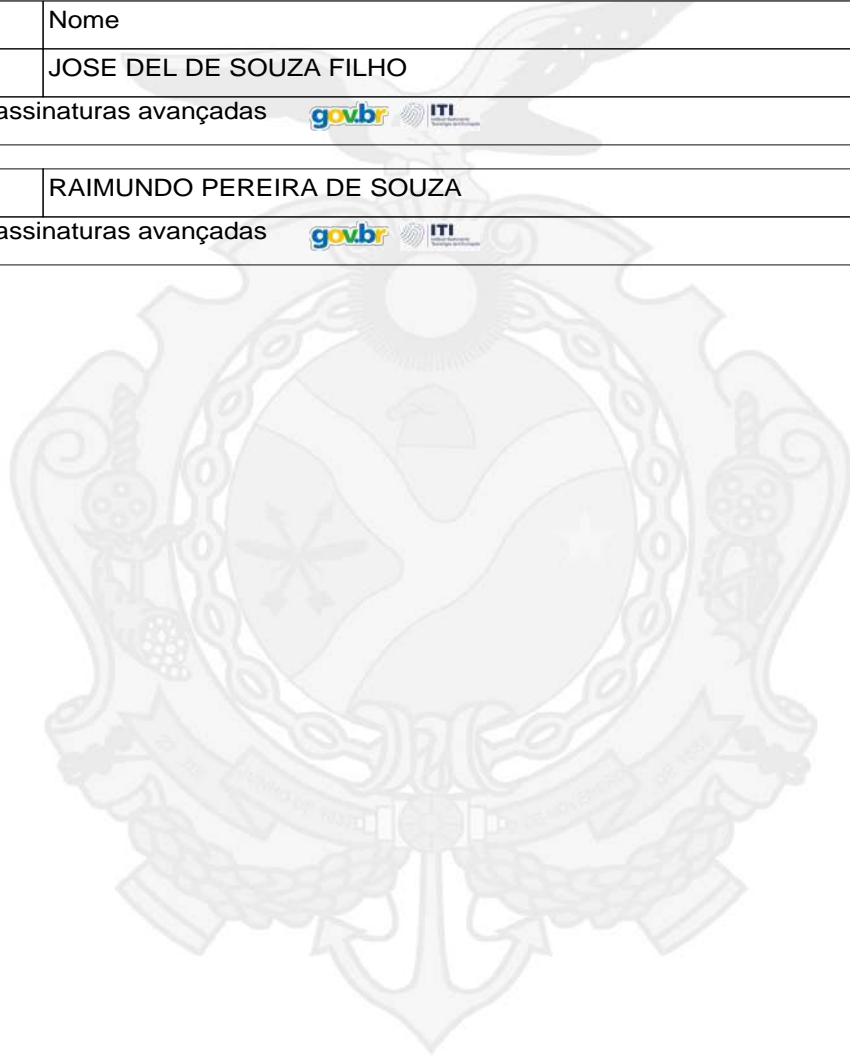 Nome
JOSE DEL DE SOUZA FILHO
assinaturas avançadas gov.br ITI
RAIMUNDO PEREIRA DE SOUZA
assinaturas avançadas gov.br ITI